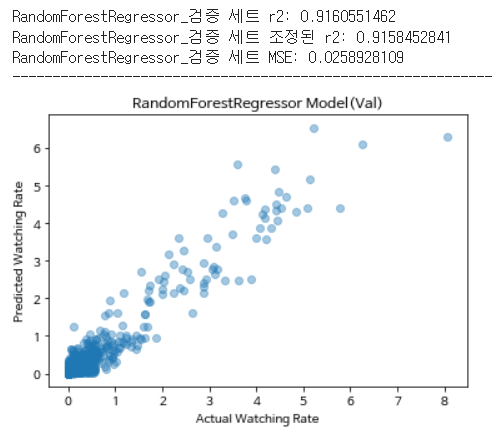 RandomForestRegressor_검증 세트 r2: 0.9160551462
RandomForestRegressor_검증 세트 조정된 r2: 0.9158452841
RandomForestRegressor_검증 세트 MSE: 0.0258928109
--------------------------------------------------------------------------------
RandomForestRegressor Model(Val)
6
5
4
3
2
1
0
Predicted Watching Rate
0 1 2 3 4 5 6 7 8
Actual Watching Rate